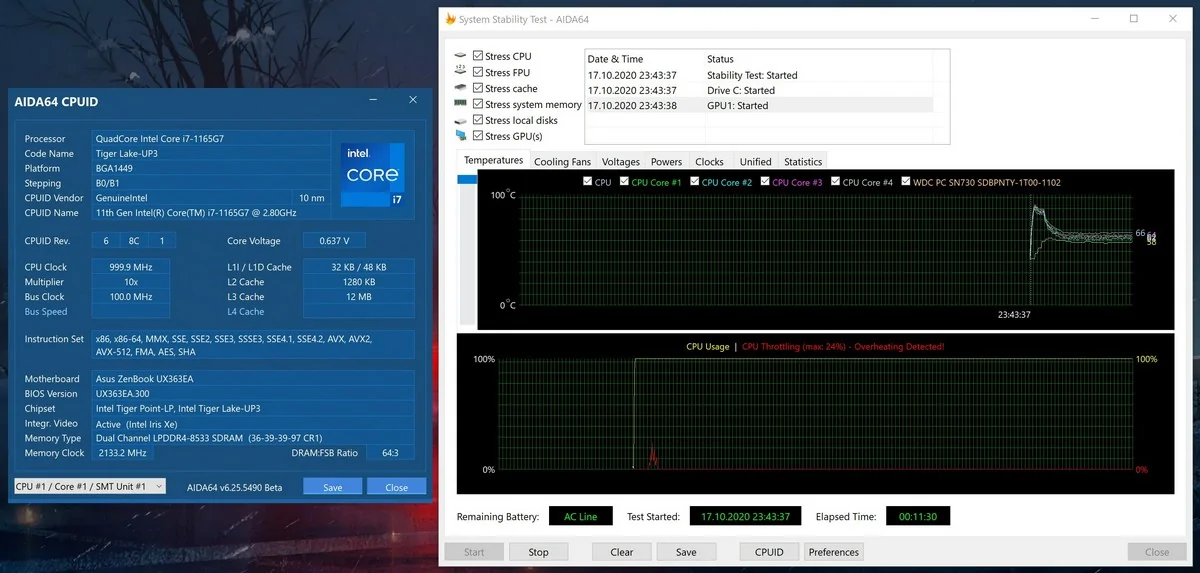 AIDA64 CPUID
Processor QuadCore Intel Core i7-1165G7
Code Name Tiger Lake-UP3
Platform BGA1449
Stepping B0/B1
CPUID Vendor GenuineIntel 10 nm
CPUID Name 11th Gen Intel(R) Core(TM) i7-1165G7 @ 2.80GHz
intel.
CORE
i7
CPUID Rev. 6 8C 1 Core Voltage 0.637 V
CPU Clock 999.9 MHz L1I / L1D Cache 32 KB / 48 KB
Multiplier 10x L2 Cache 1280 KB
Bus Clock 100.0 MHz L3 Cache 12 MB
Bus Speed L4 Cache
Instruction Set x86, x86-64, MMX, SSE, SSE2, SSE3, SSSE3, SSE4.1, SSE4.2, AVX, AVX2,
AVX-512, FMA, AES, SHA
Motherboard Asus ZenBook UX363EA
BIOS Version UX363EA.300
Chipset Intel Tiger Point-LP, Intel Tiger Lake-UP3
Integr. Video Active (Intel Iris Xe)
Memory Type Dual Channel LPDDR4-8533 SDRAM (36-39-39-97 CR1)
Memory Clock 2133.2 MHz DRAM:FSB Ratio 64:3
CPU #1 / Core #1 / SMT Unit #1 AIDA64 v6.25.5490 Beta Save Close
System Stability Test - AIDA64
Stress CPU
Stress FPU
Stress cache
Stress system memory
Stress local disks
Stress GPU(s)
Date & Time Status
17.10.2020 23:43:37 Stability Test: Started
17.10.2020 23:43:37 Drive C: Started
17.10.2020 23:43:38 GPU1: Started
Temperatures Cooling Fans Voltages Powers Clocks Unified Statistics
CPU CPU Core #1 CPU Core #2 CPU Core #3 CPU Core #4 WDC PC SN730 SDBPNTY-1T00-1102
100°C
66
58
0°C
23:43:37
CPU Usage | CPU Throttling (max: 24%) - Overheating Detected!
100% 100%
0% 0%
Remaining Battery: AC Line Test Started: 17.10.2020 23:43:37 Elapsed Time: 00:11:30
Start Stop Clear Save CPUID Preferences Close